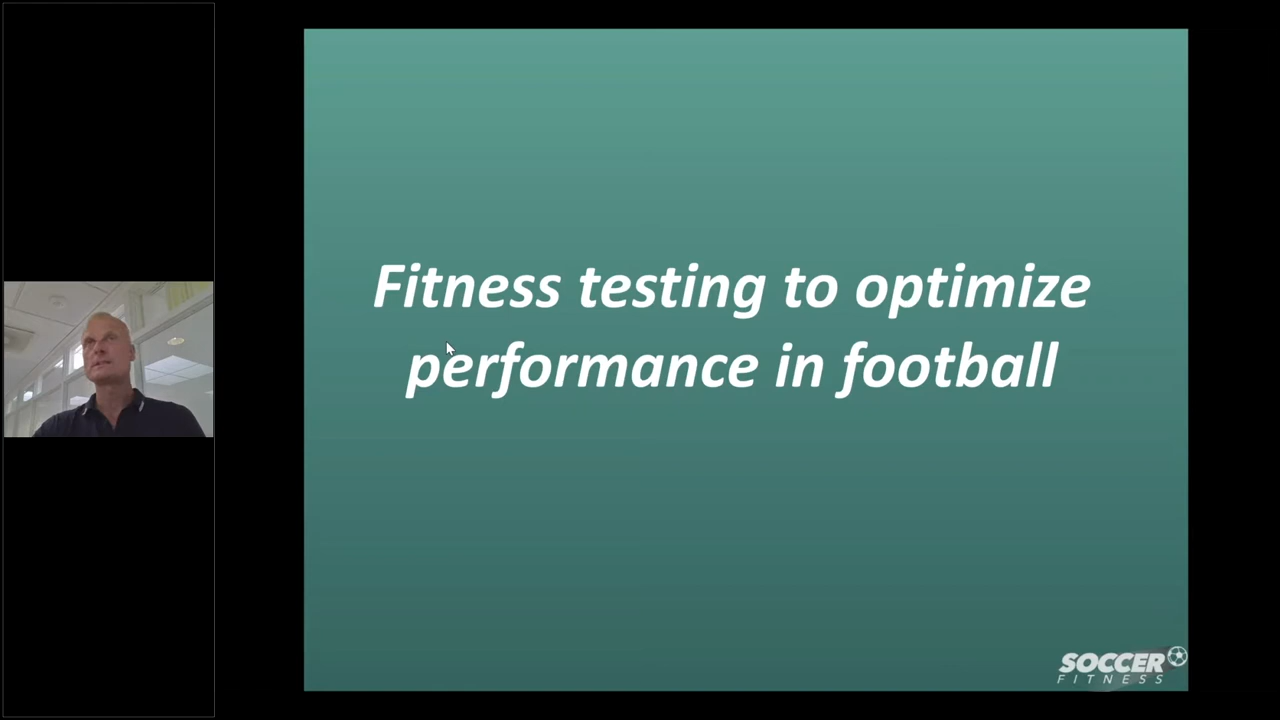 Fitness testing to optimize
performance in football
SOCCER
FITNESS